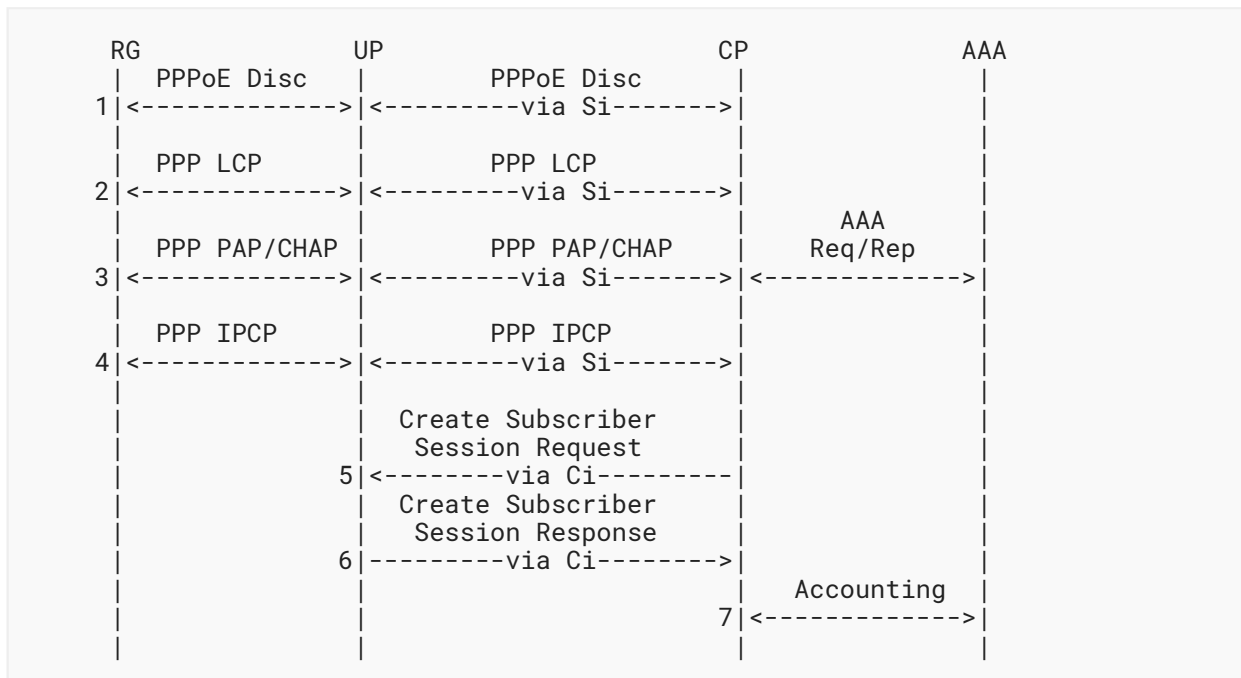 RG                UP                         CP                AAA
 |   PPPoE Disc   |         PPPoE Disc       |                |
1|<-------------->|<---------via Si------->|                |
 |                |                          |                |
 |   PPP LCP      |         PPP LCP          |                |
2|<-------------->|<---------via Si------->|                |
 |                |                          |      AAA       |
 |   PPP PAP/CHAP |         PPP PAP/CHAP     |    Req/Rep     |
3|<-------------->|<---------via Si------->|<-------------->|
 |                |                          |                |
 |   PPP IPCP     |         PPP IPCP         |                |
4|<-------------->|<---------via Si------->|                |
 |                |                          |                |
 |                |  Create Subscriber       |                |
 |                |   Session Request        |                |
 |               5|<--------via Ci---------|                |
 |                |  Create Subscriber       |                |
 |                |   Session Response       |                |
 |               6|---------via Ci-------->|                |
 |                |                          |   Accounting   |
 |                |                         7|<-------------->|
 |                |                          |                |